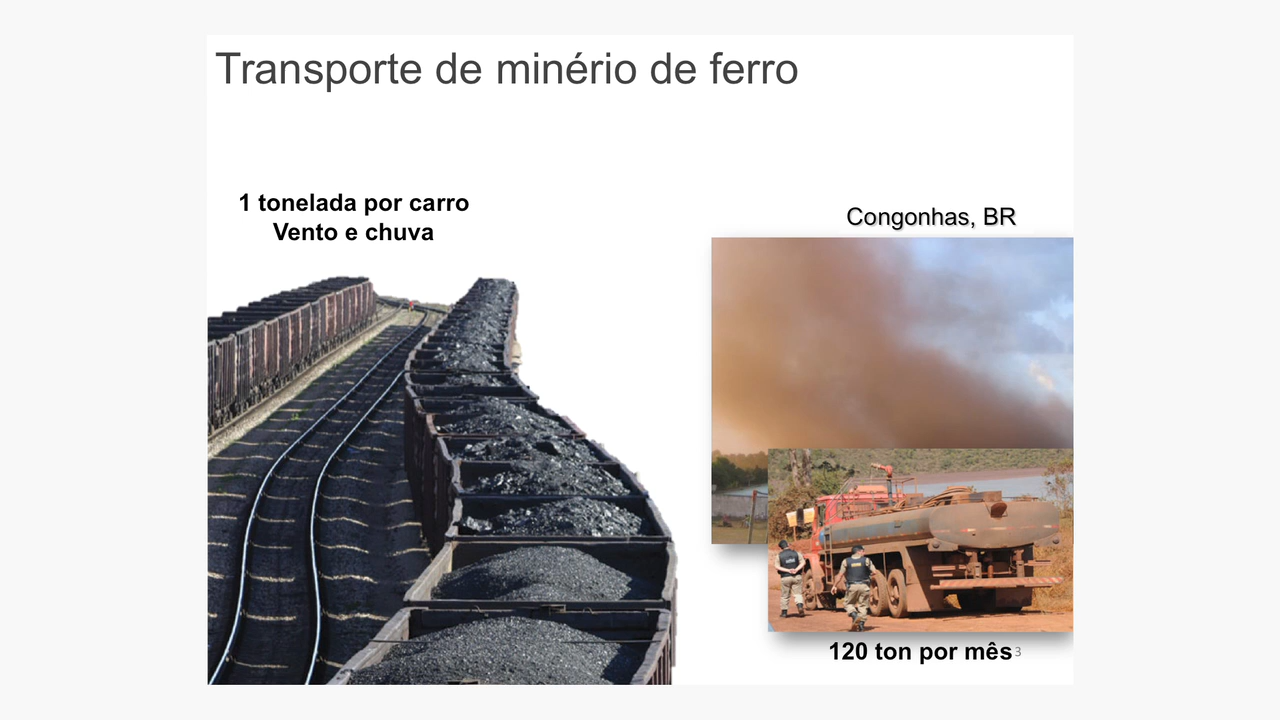 Transporte de minério de ferro
1 tonelada por carro
Vento e chuva
Congonhas, BR
120 ton por mês
3